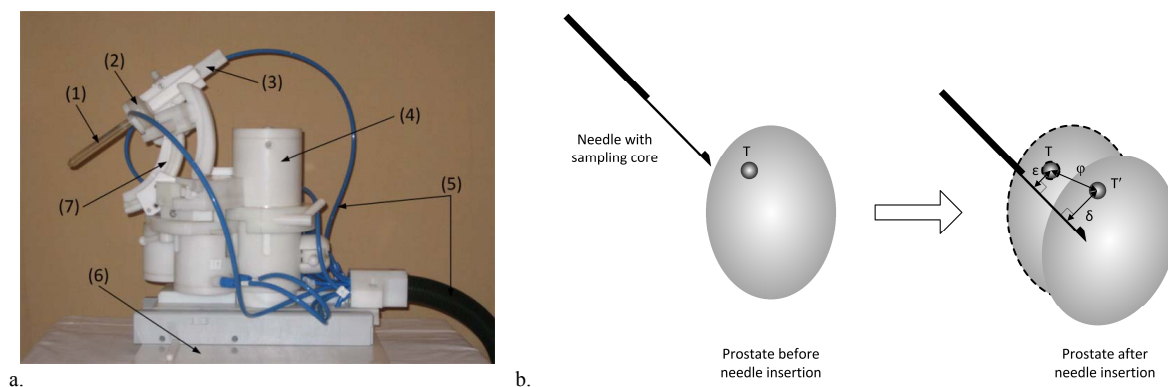 (1)
(2)
(3)
(4)
(5)
(6)
(7)
a.
Needle with
sampling core
T
Prostate before
needle insertion
T
ε
φ
T′
δ
Prostate after
needle insertion
b.